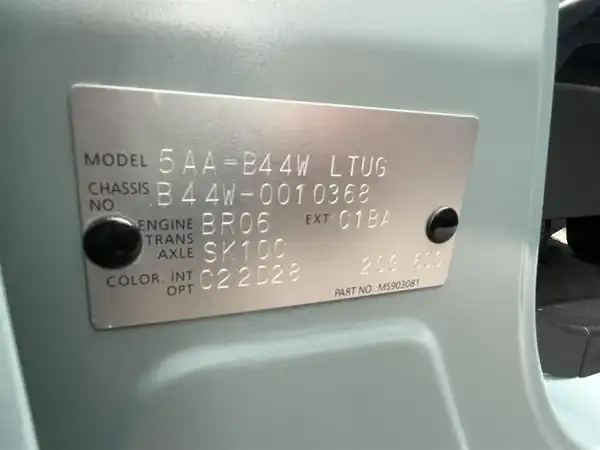 MODEL 5AA-B44W LTUG
CHASSIS NO B44W-0010368
ENGINE BR06 EXT C1BA
TRANS AXLE SK100
COLOR. INT OPT C22D28
PART NO.: MS903081